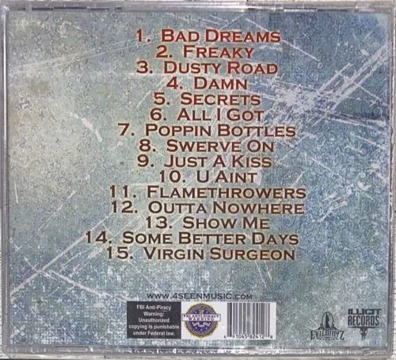 1. BAD DREAMS
2. FREAKY
3. DUSTY ROAD
4. DAMN
5. SECRETS
6. ALL I GOT
7. POPPIN BOTTLES
8. SWERVE ON
9. JUST A KISS
10. U AINT
11. FLAMETHROWERS
12. OUTTA NOWHERE
13. SHOW ME
14. SOME BETTER DAYS
15. VIRGIN SURGEON
WWW.4SEENMUSIC.COM
FBI Anti-Piracy
Warning:
Unauthorized
copying is punishable
under Federal law.
ILLICIT
RECORDS